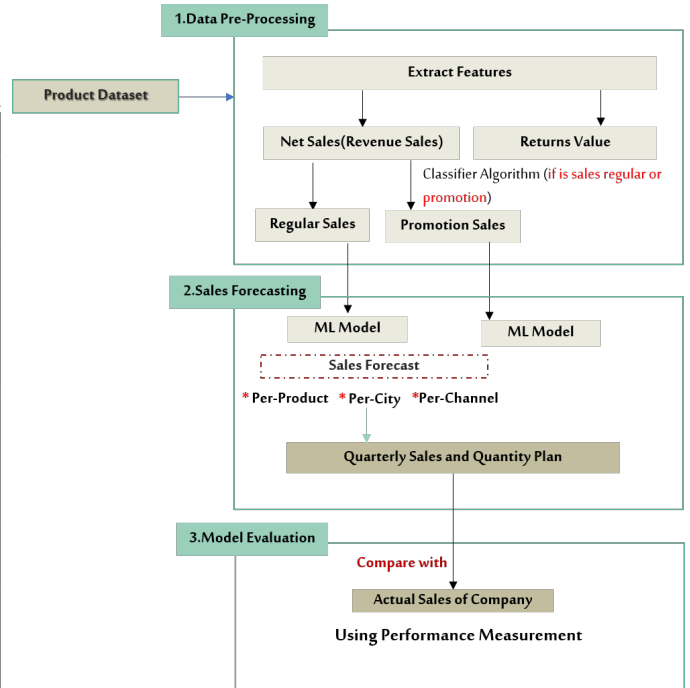 1.Data Pre-Processing
Product Dataset
Extract Features
Net Sales(Revenue Sales)
Returns Value
Classifier Algorithm (if is sales regular or
promotion)
Regular Sales
Promotion Sales
2.Sales Forecasting
ML Model
ML Model
Sales Forecast
* Per-Product * Per-City *Per-Channel
Quarterly Sales and Quantity Plan
3.Model Evaluation
Compare with
Actual Sales of Company
Using Performance Measurement